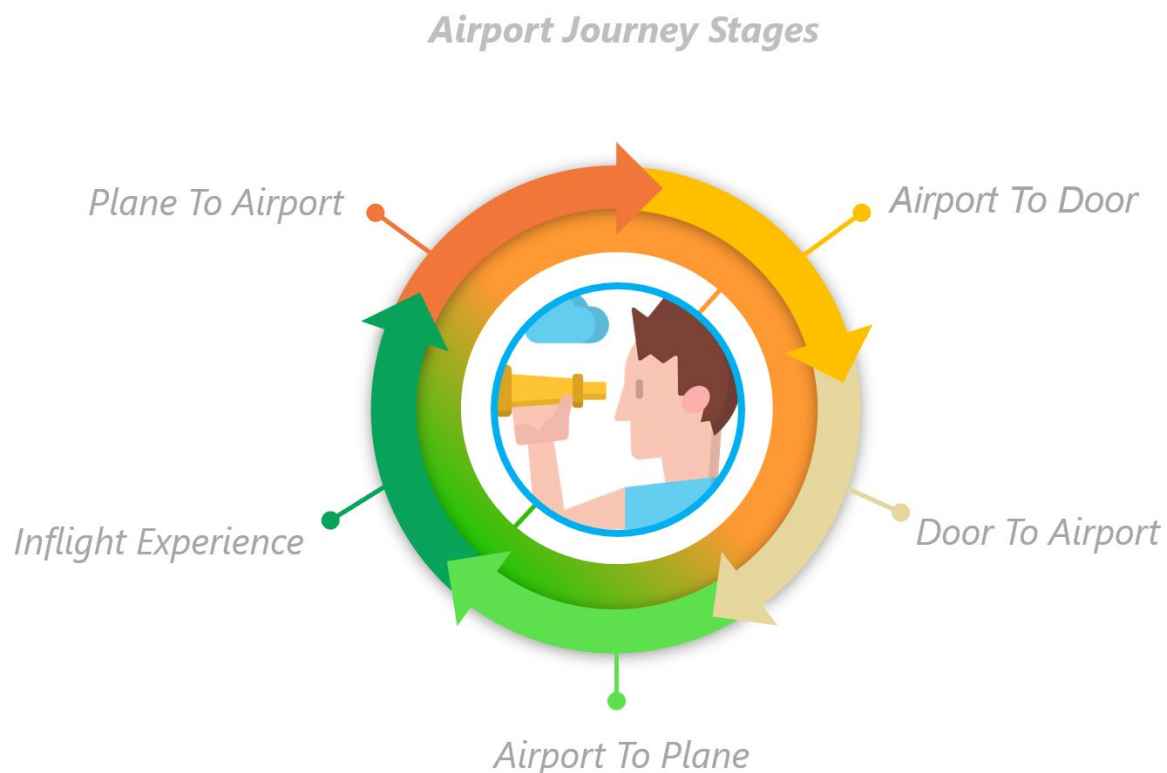 Airport Journey Stages
Plane To Airport
Airport To Door
Inflight Experience
Door To Airport
Airport To Plane